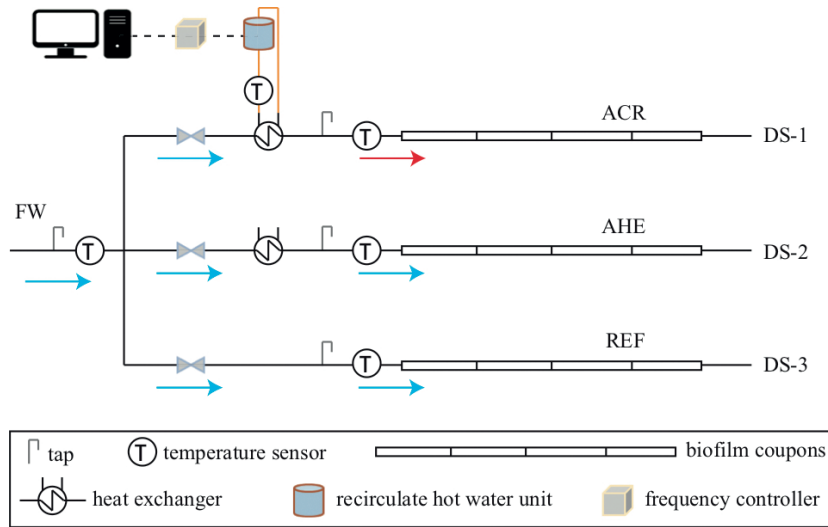 T
ACR
T
DS-1
FW
AHE
T
T
DS-2
REF
T
DS-3
tap
T
temperature sensor
biofilm coupons
heat exchanger
recirculate hot water unit
frequency controller